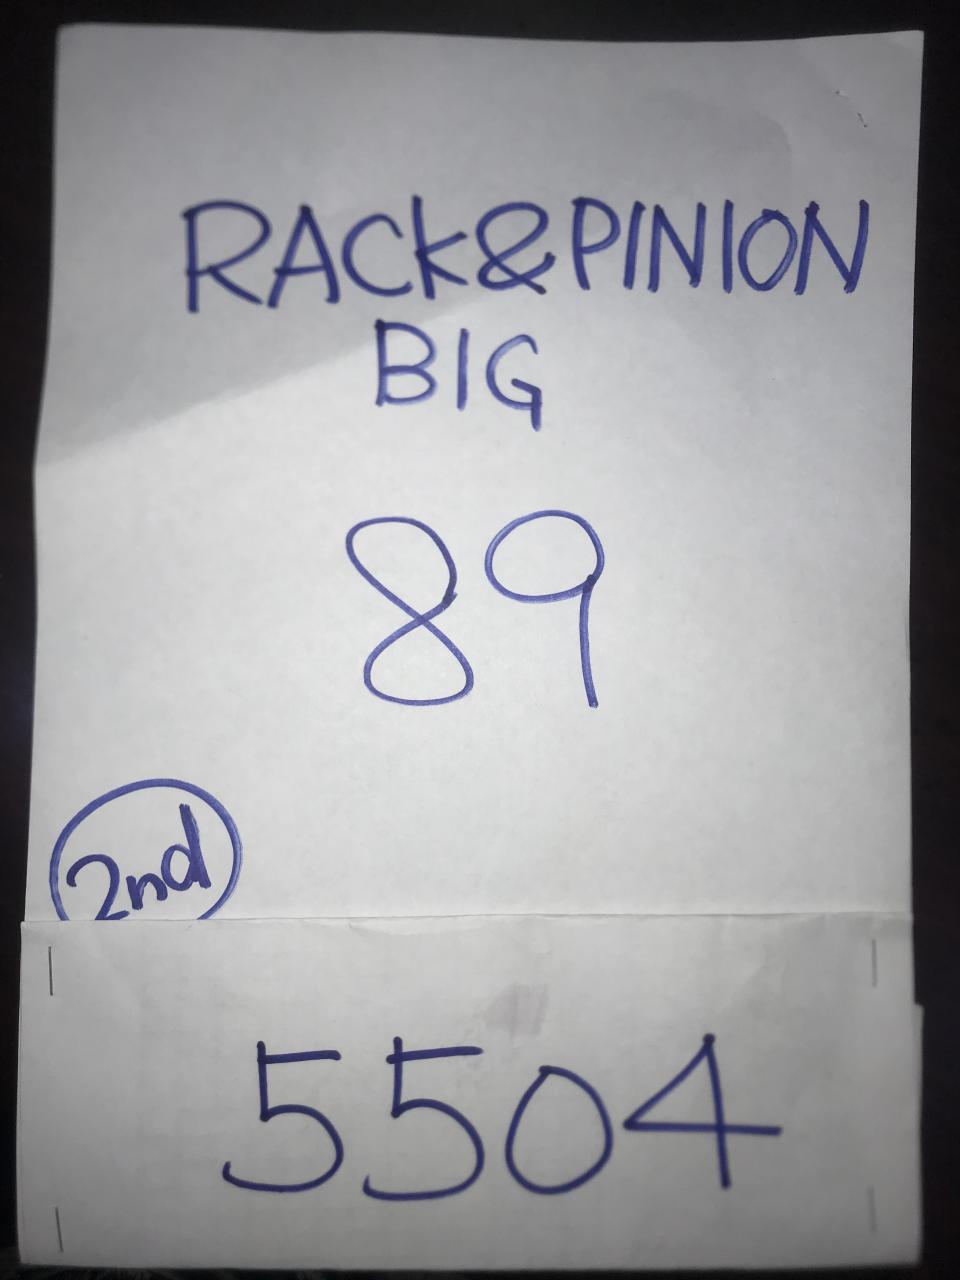 RACK&PINION
BIG
89
2nd
5504